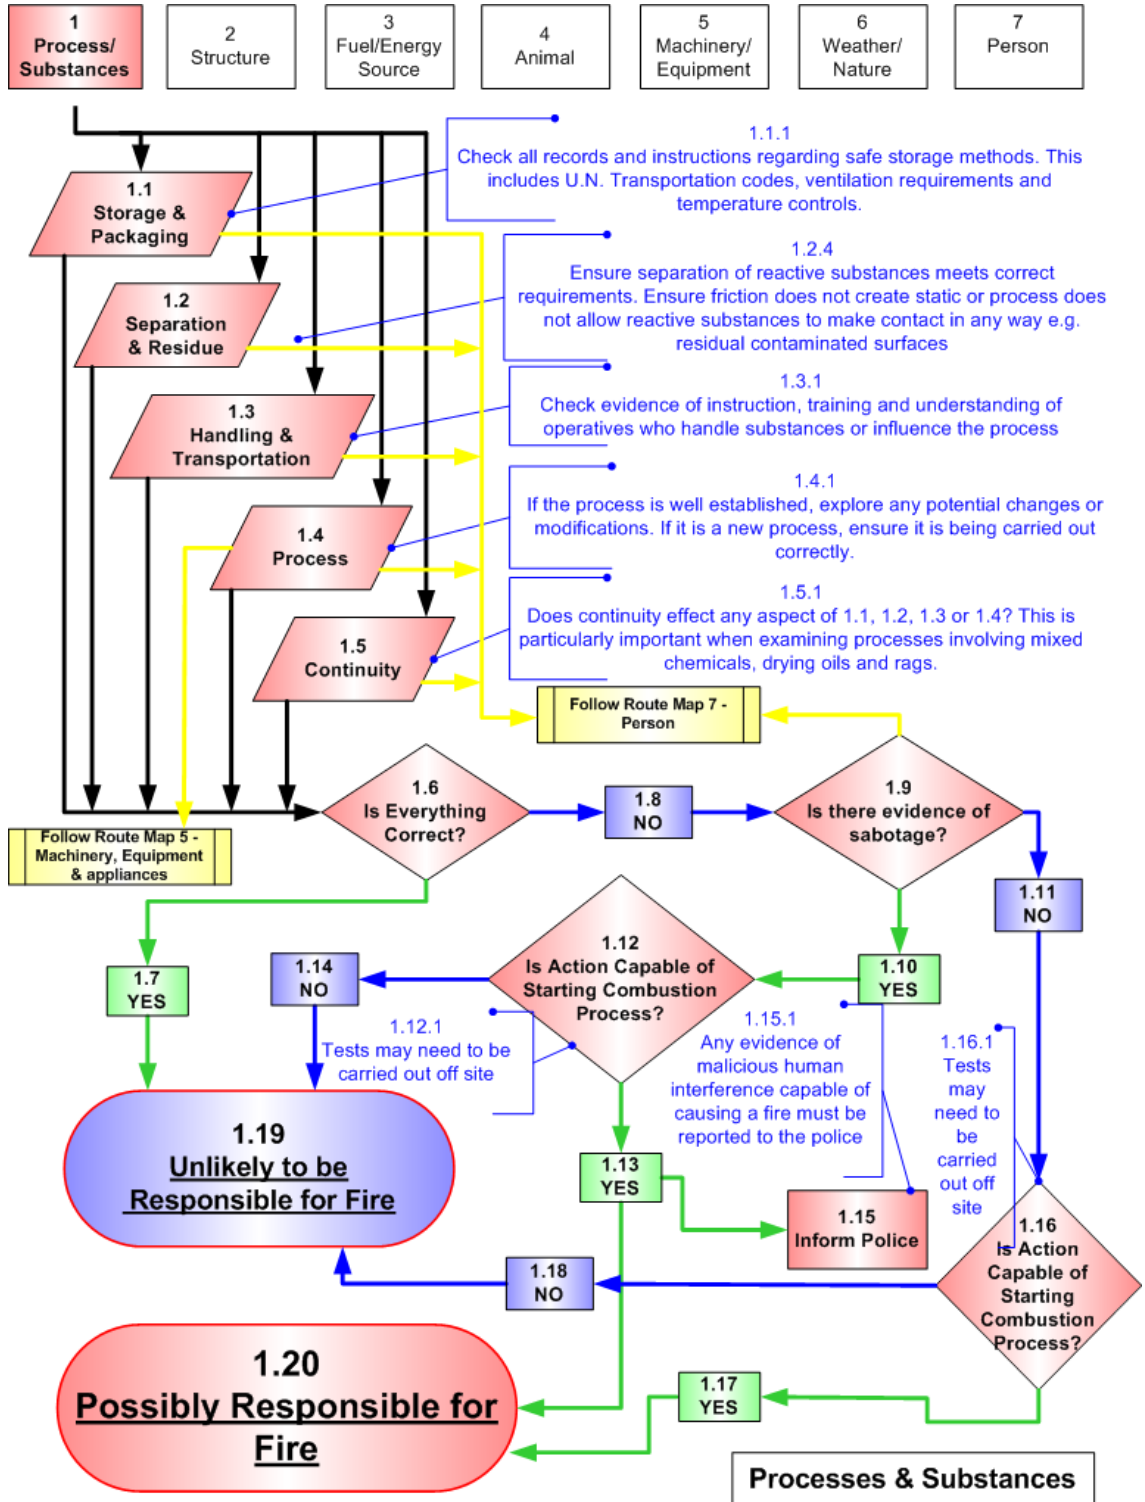 1
Process/
Substances
2
Structure
3
Fuel/Energy
Source
4
Animal
5
Machinery/
Equipment
6
Weather/
Nature
7
Person
1.1
Storage &
Packaging
1.1.1
Check all records and instructions regarding safe storage methods. This
includes U.N. Transportation codes, ventilation requirements and
temperature controls.
1.2
Separation
& Residue
1.2.4
Ensure separation of reactive substances meets correct
requirements. Ensure friction does not create static or process does
not allow reactive substances to make contact in any way e.g.
residual contaminated surfaces
1.3
Handling &
Transportation
1.3.1
Check evidence of instruction, training and understanding of
operatives who handle substances or influence the process
1.4
Process
1.4.1
If the process is well established, explore any potential changes or
modifications. If it is a new process, ensure it is being carried out
correctly.
1.5
Continuity
1.5.1
Does continuity effect any aspect of 1.1, 1.2, 1.3 or 1.4? This is
particularly important when examining processes involving mixed
chemicals, drying oils and rags.
Follow Route Map 7 -
Person
1.6
Is Everything
Correct?
1.8
NO
1.9
Is there evidence of
sabotage?
Follow Route Map 5 -
Machinery, Equipment
& appliances
1.11
NO
1.7
YES
1.14
NO
1.12
Is Action Capable of
Starting Combustion
Process?
1.10
YES
1.12.1
Tests may need to be
carried out off site
1.15.1
Any evidence of
malicious human
interference capable of
causing a fire must be
reported to the police
1.16.1
Tests
may
need to
be
carried
out off
site
1.19
Unlikely to be
Responsible for Fire
1.13
YES
1.15
Inform Police
1.16
Is Action
Capable of
Starting
Combustion
Process?
1.18
NO
1.20
Possibly Responsible for
Fire
1.17
YES
Processes & Substances